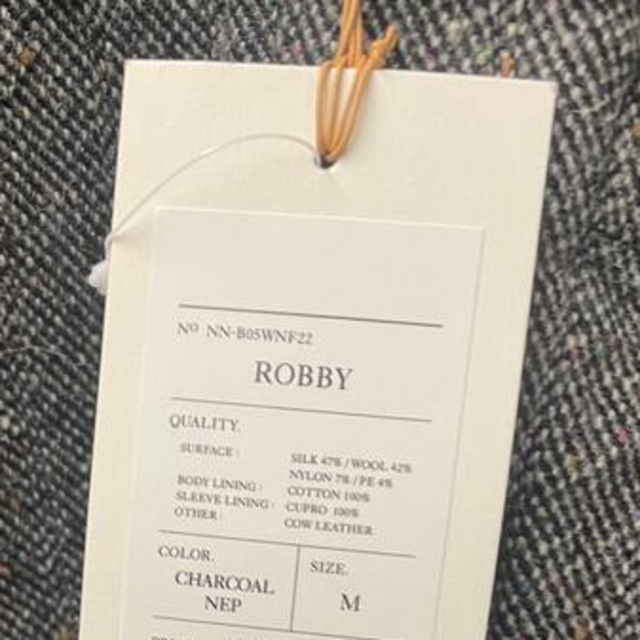 No NN-B05WNF22
ROBBY
QUALITY.
SURFACE : SILK 47% / WOOL 42%
NYLON 7% / PE 4%
BODY LINING : COTTON 100%
SLEEVE LINING : CUPRO 100%
OTHER : COW LEATHER
COLOR. SIZE.
CHARCOAL NEP M